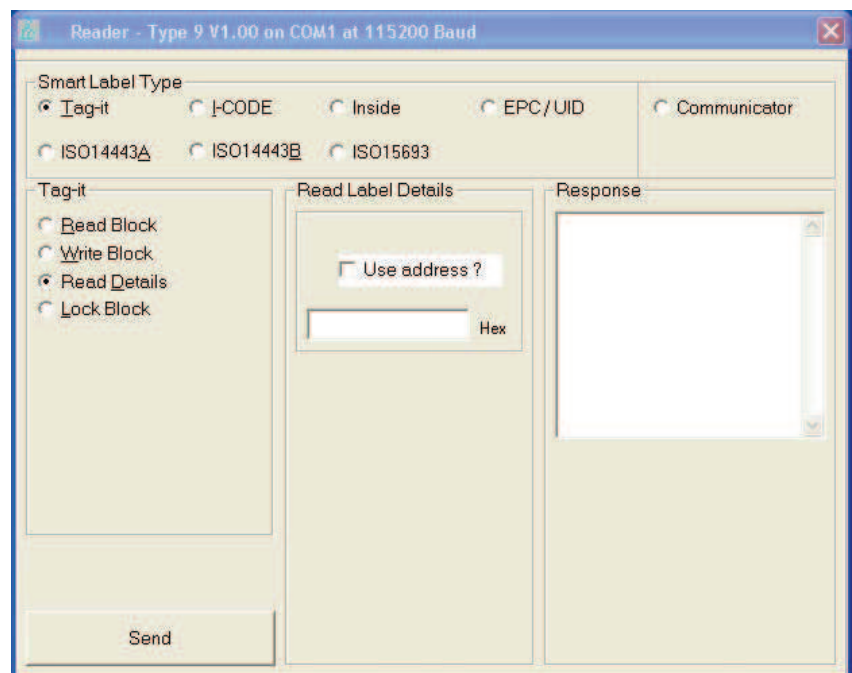 Reader - Type 9 V1.00 on COM1 at 115200 Baud
Smart Label Type
Tag-it I-CODE Inside EPC/UID Communicator
ISO14443A ISO14443B ISO15693
Tag-it
Read Block
Write Block
Read Details
Lock Block
Read Label Details
Use address ?
Hex
Response
Send